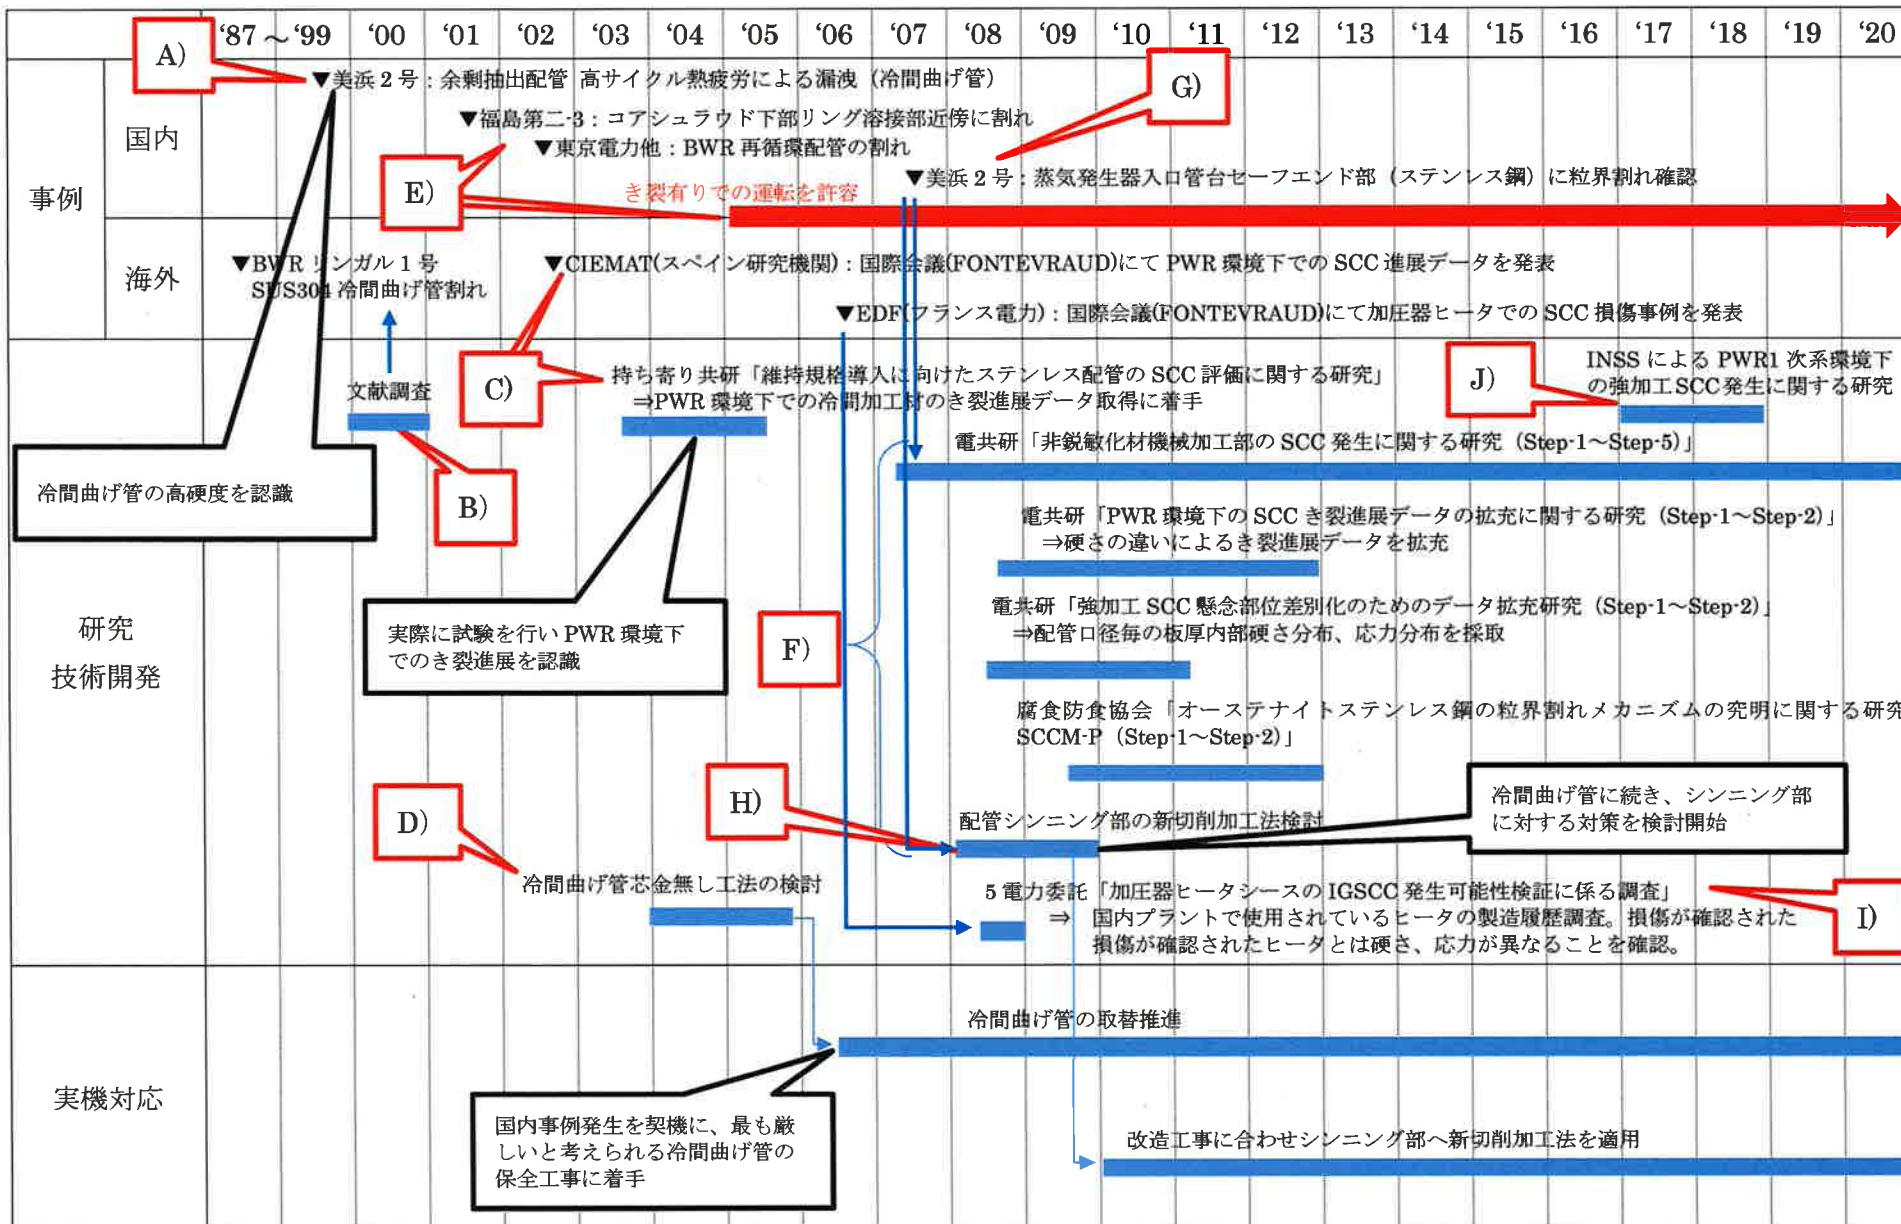 ‘87～‘99 ‘00 ‘01 ‘02 ‘03 ‘04 ‘05 ‘06 ‘07 ‘08 ‘09 ‘10 ‘11 ‘12 ‘13 ‘14 ‘15 ‘16 ‘17 ‘18 ‘19 ‘20
事例
国内
A)
▼美浜２号：余剰抽出配管 高サイクル熱疲労による漏洩（冷間曲げ管）
G)
▼福島第二-3：コアシュラウド下部リング溶接部近傍に割れ
▼東京電力他：BWR 再循環配管の割れ
E)
き裂有りでの運転を許容
▼美浜２号：蒸気発生器入口管台セーフエンド部（ステンレス鋼）に粒界割れ確認
海外
▼BWR リンガル１号
SUS304 冷間曲げ管割れ
▼CIEMAT(スペイン研究機関)：国際会議(FONTEVRAUD)にて PWR 環境下での SCC 進展データを発表
▼EDF(フランス電力)：国際会議(FONTEVRAUD)にて加圧器ヒータでの SCC 損傷事例を発表
研究
技術開発
文献調査
B)
冷間曲げ管の高硬度を認識
C)
持ち寄り共研「維持規格導入に向けたステンレス配管の SCC 評価に関する研究」
⇒PWR 環境下での冷間加工材のき裂進展データ取得に着手
J)
INSS による PWR1 次系環境下
の強加工 SCC 発生に関する研究
電共研「非鋭敏化材機械加工部の SCC 発生に関する研究（Step-1～Step-5）」
電共研「PWR 環境下の SCC き裂進展データの拡充に関する研究（Step-1～Step-2）」
⇒硬さの違いによるき裂進展データを拡充
実際に試験を行い PWR 環境下
でのき裂進展を認識
F)
電共研「強加工 SCC 懸念部位差別化のためのデータ拡充研究（Step-1～Step-2）」
⇒配管口径毎の板厚内部硬さ分布、応力分布を採取
腐食防食協会「オーステナイトステンレス鋼の粒界割れメカニズムの究明に関する研究
SCCM-P（Step-1～Step-2）」
D)
冷間曲げ管芯金無し工法の検討
H)
配管シンニング部の新切削加工法検討
冷間曲げ管に続き、シンニング部
に対する対策を検討開始
5 電力委託「加圧器ヒータシースの IGSCC 発生可能性検証に係る調査」
⇒ 国内プラントで使用されているヒータの製造履歴調査。損傷が確認された
損傷が確認されたヒータとは硬さ、応力が異なることを確認。
I)
実機対応
冷間曲げ管の取替推進
国内事例発生を契機に、最も厳
しいと考えられる冷間曲げ管の
保全工事に着手
改造工事に合わせシンニング部へ新切削加工法を適用